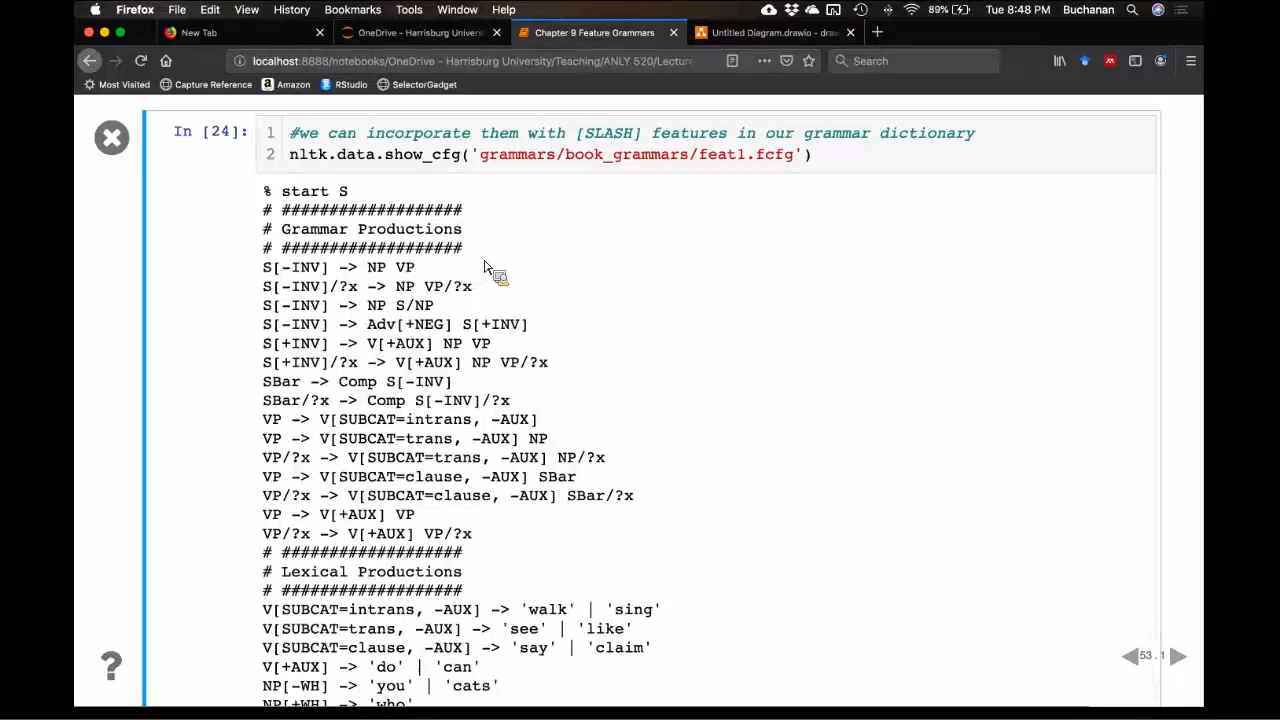 Firefox File Edit View History Bookmarks Tools Window Help 89% Tue 8:48 PM Buchanan
New Tab OneDrive - Harrisburg Universi Chapter 9 Feature Grammars Untitled Diagram.drawio - draw
localhost:8888/notebooks/OneDrive - Harrisburg University/Teaching/ANLY 520/Lectur Search
Most Visited Capture Reference Amazon RStudio SelectorGadget
In [24]: 1 #we can incorporate them with [SLASH] features in our grammar dictionary
2 nltk.data.show_cfg('grammars/book_grammars/feat1.fcfg')
% start S
# ###################
# Grammar Productions
# ###################
S[-INV] -> NP VP
S[-INV]/?x -> NP VP/?x
S[-INV] -> NP S/NP
S[-INV] -> Adv[+NEG] S[+INV]
S[+INV] -> V[+AUX] NP VP
S[+INV]/?x -> V[+AUX] NP VP/?x
SBar -> Comp S[-INV]
SBar/?x -> Comp S[-INV]/?x
VP -> V[SUBCAT=intrans, -AUX]
VP -> V[SUBCAT=trans, -AUX] NP
VP/?x -> V[SUBCAT=trans, -AUX] NP/?x
VP -> V[SUBCAT=clause, -AUX] SBar
VP/?x -> V[SUBCAT=clause, -AUX] SBar/?x
VP -> V[+AUX] VP
VP/?x -> V[+AUX] VP/?x
# ###################
# Lexical Productions
# ###################
V[SUBCAT=intrans, -AUX] -> 'walk' | 'sing'
V[SUBCAT=trans, -AUX] -> 'see' | 'like'
V[SUBCAT=clause, -AUX] -> 'say' | 'claim'
V[+AUX] -> 'do' | 'can'
NP[-WH] -> 'you' | 'cats'
NP[+WH] -> 'who'
53.1
?